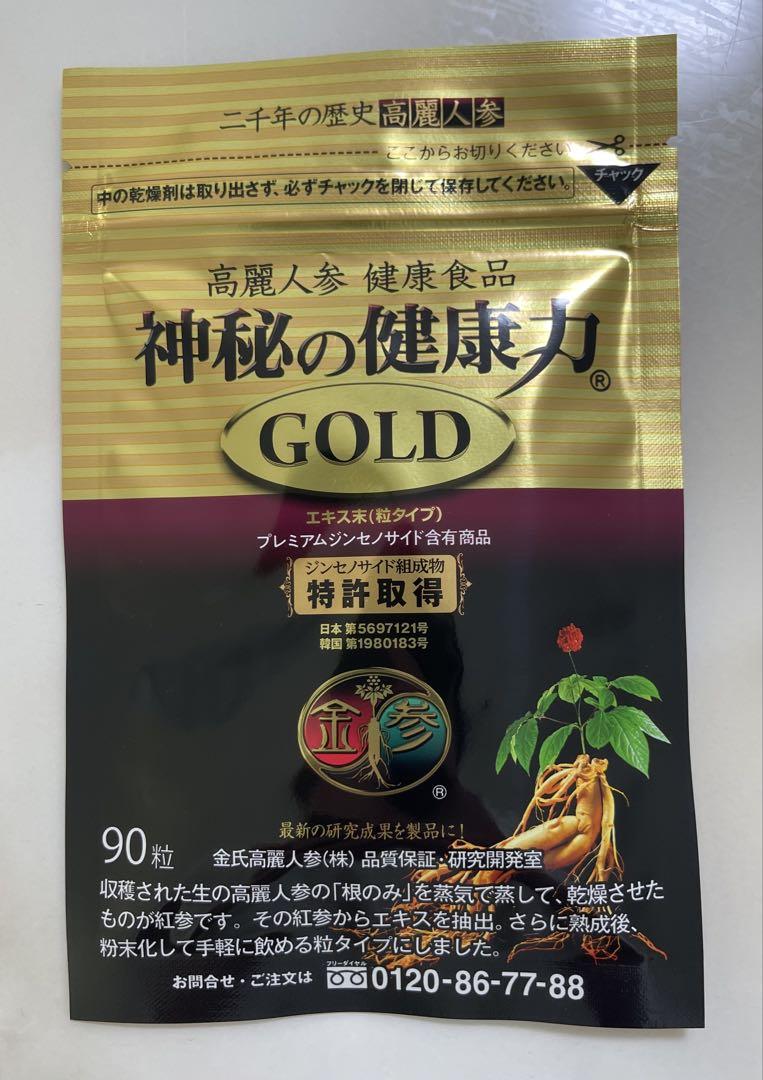 二千年の歴史高麗人参
ここからお切りください
チャック
中の乾燥剤は取り出さず、必ずチャックを閉じて保存してください。
高麗人参 健康食品
神秘の健康力®
GOLD
エキス末(粒タイプ)
プレミアムジンセノサイド含有商品
ジンセノサイド組成物
特許取得
日本 第5697121号
韓国 第1980183号
金 参
®
最新の研究成果を製品に!
90粒 金氏高麗人参(株) 品質保証・研究開発室
収穫された生の高麗人参の「根のみ」を蒸気で蒸して、乾燥させた
ものが紅参です。その紅参からエキスを抽出。さらに熟成後、
粉末化して手軽に飲める粒タイプにしました。
フリーダイヤル
お問合せ・ご注文は 0120-86-77-88